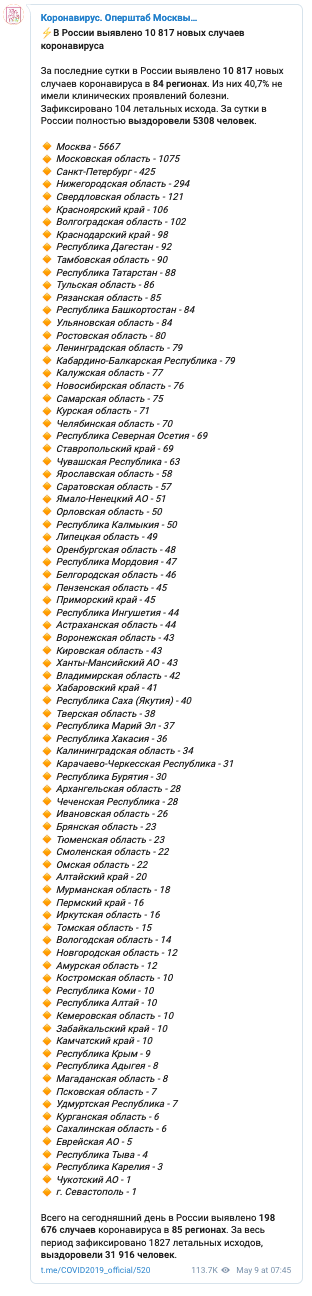 Коронавирус. Оперштаб Москвы...
⚡В России выявлено 10 817 новых случаев
коронавируса
За последние сутки в России выявлено 10 817 новых
случаев коронавируса в 84 регионах. Из них 40,7% не
имели клинических проявлений болезни.
Зафиксировано 104 летальных исхода. За сутки в
России полностью выздоровели 5308 человек.
🔸 Москва - 5667
🔸 Московская область - 1075
🔸 Санкт-Петербург - 425
🔸 Нижегородская область - 294
🔸 Свердловская область - 121
🔸 Красноярский край - 106
🔸 Волгоградская область - 102
🔸 Краснодарский край - 98
🔸 Республика Дагестан - 92
🔸 Тамбовская область - 90
🔸 Республика Татарстан - 88
🔸 Тульская область - 86
🔸 Рязанская область - 85
🔸 Республика Башкортостан - 84
🔸 Ульяновская область - 84
🔸 Ростовская область - 80
🔸 Ленинградская область - 79
🔸 Кабардино-Балкарская Республика - 79
🔸 Калужская область - 77
🔸 Новосибирская область - 76
🔸 Самарская область - 75
🔸 Курская область - 71
🔸 Челябинская область - 70
🔸 Республика Северная Осетия - 69
🔸 Ставропольский край - 69
🔸 Чувашская Республика - 63
🔸 Ярославская область - 58
🔸 Саратовская область - 57
🔸 Ямало-Ненецкий АО - 51
🔸 Орловская область - 50
🔸 Республика Калмыкия - 50
🔸 Липецкая область - 49
🔸 Оренбургская область - 48
🔸 Республика Мордовия - 47
🔸 Белгородская область - 46
🔸 Пензенская область - 45
🔸 Приморский край - 45
🔸 Республика Ингушетия - 44
🔸 Астраханская область - 44
🔸 Воронежская область - 43
🔸 Кировская область - 43
🔸 Ханты-Мансийский АО - 43
🔸 Владимирская область - 42
🔸 Хабаровский край - 41
🔸 Республика Саха (Якутия) - 40
🔸 Тверская область - 38
🔸 Республика Марий Эл - 37
🔸 Республика Хакасия - 36
🔸 Калининградская область - 34
🔸 Карачаево-Черкесская Республика - 31
🔸 Республика Бурятия - 30
🔸 Архангельская область - 28
🔸 Чеченская Республика - 28
🔸 Ивановская область - 26
🔸 Брянская область - 23
🔸 Тюменская область - 23
🔸 Смоленская область - 22
🔸 Омская область - 22
🔸 Алтайский край - 20
🔸 Мурманская область - 18
🔸 Пермский край - 16
🔸 Иркутская область - 16
🔸 Томская область - 15
🔸 Вологодская область - 14
🔸 Новгородская область - 12
🔸 Амурская область - 12
🔸 Костромская область - 10
🔸 Республика Коми - 10
🔸 Республика Алтай - 10
🔸 Кемеровская область - 10
🔸 Забайкальский край - 10
🔸 Камчатский край - 10
🔸 Республика Крым - 9
🔸 Республика Адыгея - 8
🔸 Магаданская область - 8
🔸 Псковская область - 7
🔸 Удмуртская Республика - 7
🔸 Курганская область - 6
🔸 Сахалинская область - 6
🔸 Еврейская АО - 5
🔸 Республика Тыва - 4
🔸 Республика Карелия - 3
🔸 Чукотский АО - 1
🔸 г. Севастополь - 1
Всего на сегодняшний день в России выявлено 198
676 случаев коронавируса в 85 регионах. За весь
период зафиксировано 1827 летальных исходов,
выздоровели 31 916 человек.
t.me/COVID2019_official/520 113.7K May 9 at 07:45